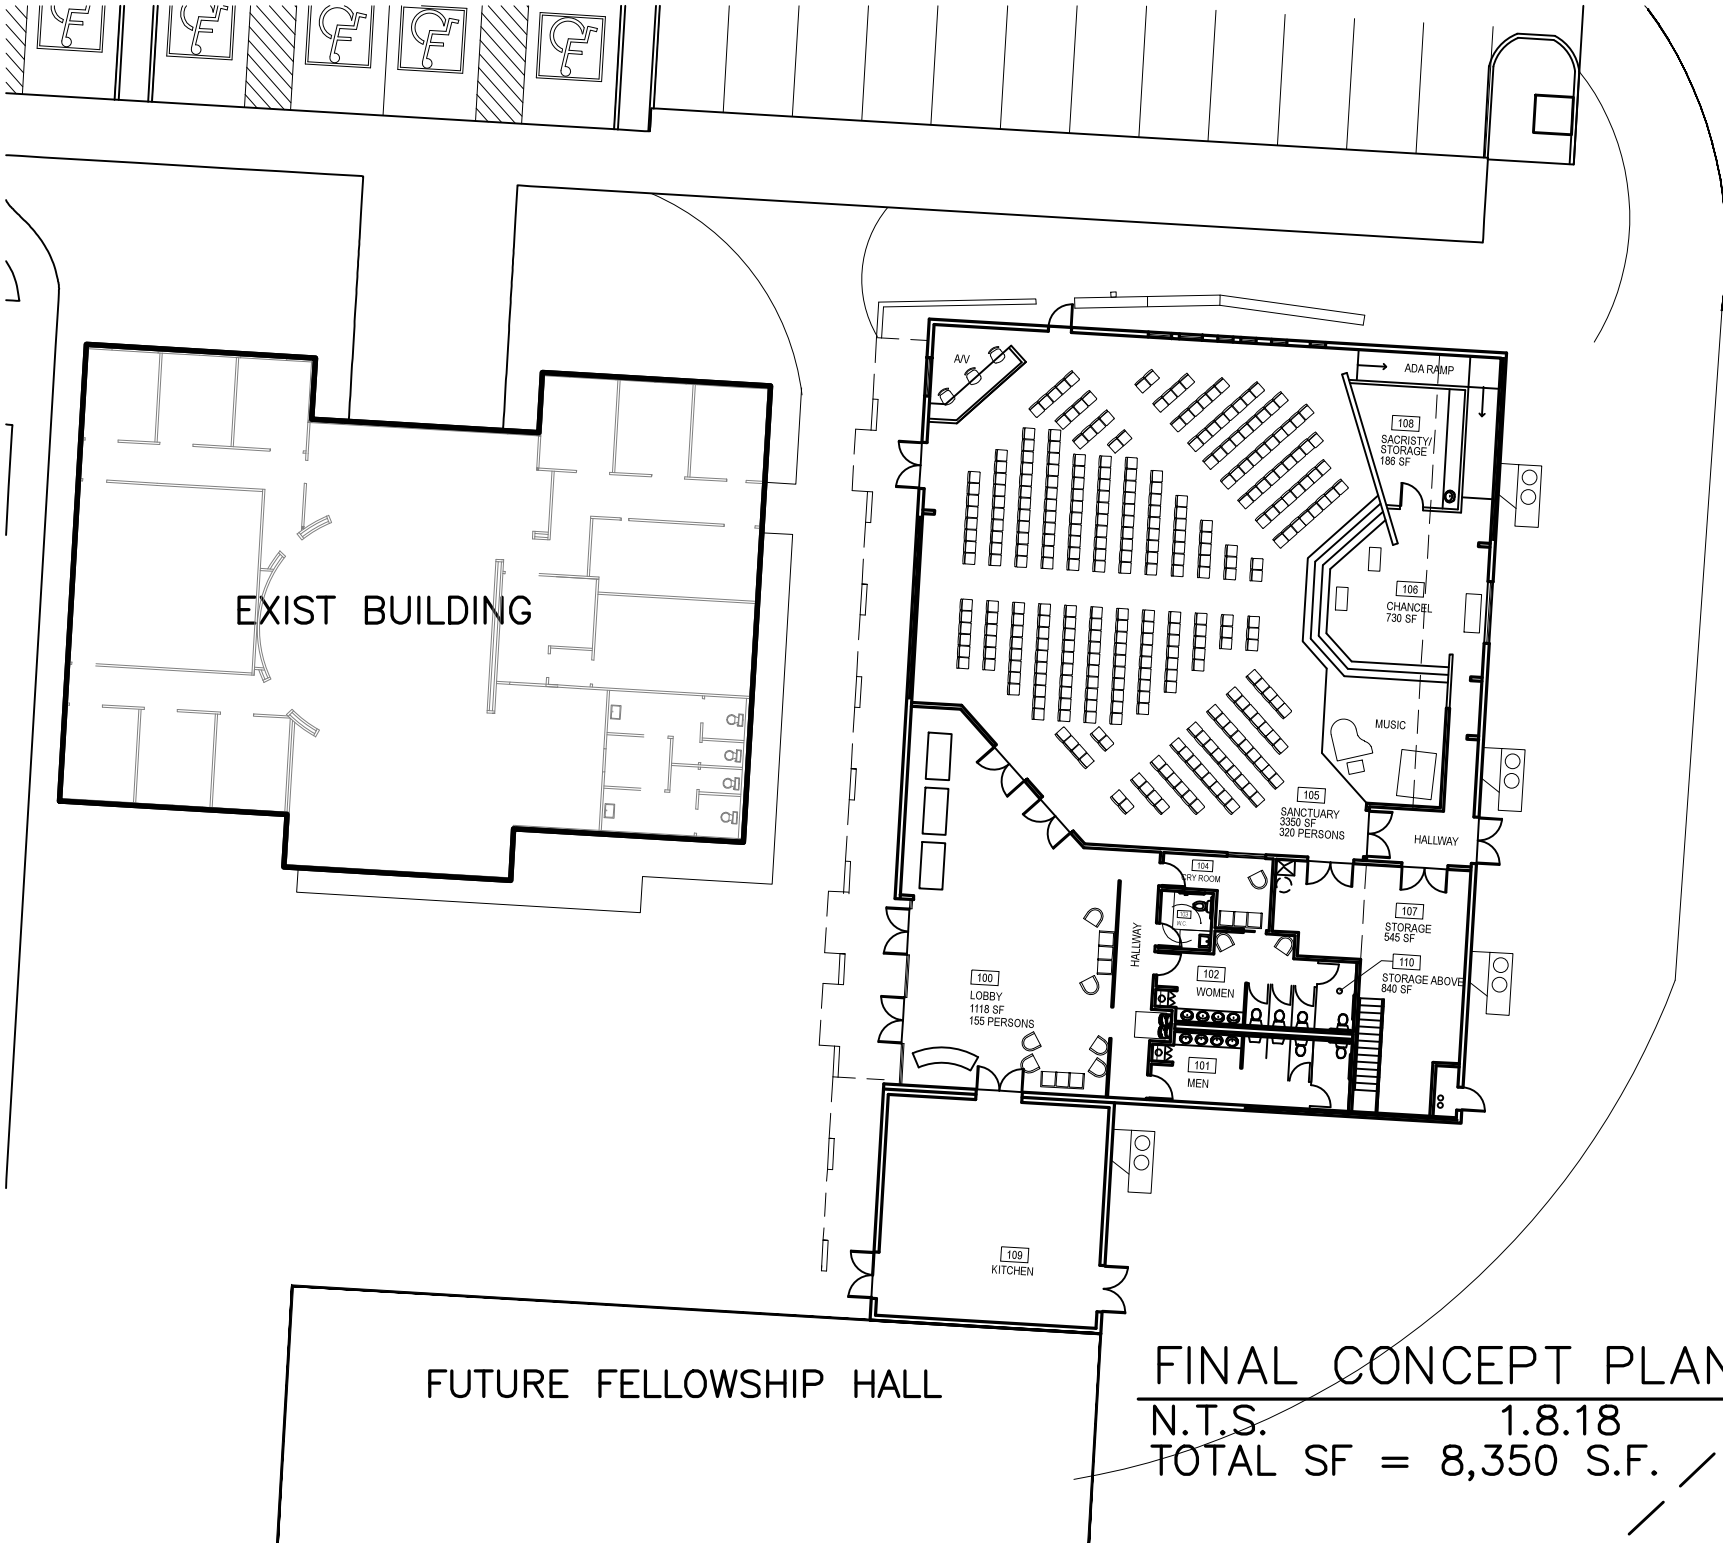 A/V
ADA RAMP
108
SACRISTY/
STORAGE
186 SF
EXIST BUILDING
106
CHANCEL
730 SF
MUSIC
105
SANCTUARY
3350 SF
320 PERSONS
HALLWAY
104
CRY ROOM
103
W.C.
107
STORAGE
545 SF
HALLWAY
110
STORAGE ABOVE
840 SF
102
WOMEN
100
LOBBY
1118 SF
155 PERSONS
101
MEN
109
KITCHEN
FUTURE FELLOWSHIP HALL
FINAL CONCEPT PLAN
N.T.S. 1.8.18
TOTAL SF = 8,350 S.F.